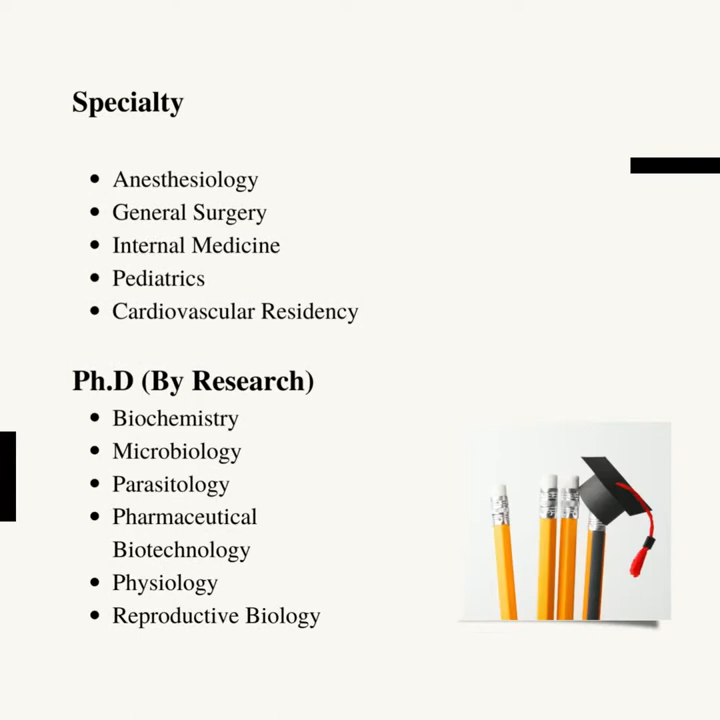 Specialty
• Anesthesiology
• General Surgery
• Internal Medicine
• Pediatrics
• Cardiovascular Residency
Ph.D (By Research)
• Biochemistry
• Microbiology
• Parasitology
• Pharmaceutical
Biotechnology
• Physiology
• Reproductive Biology